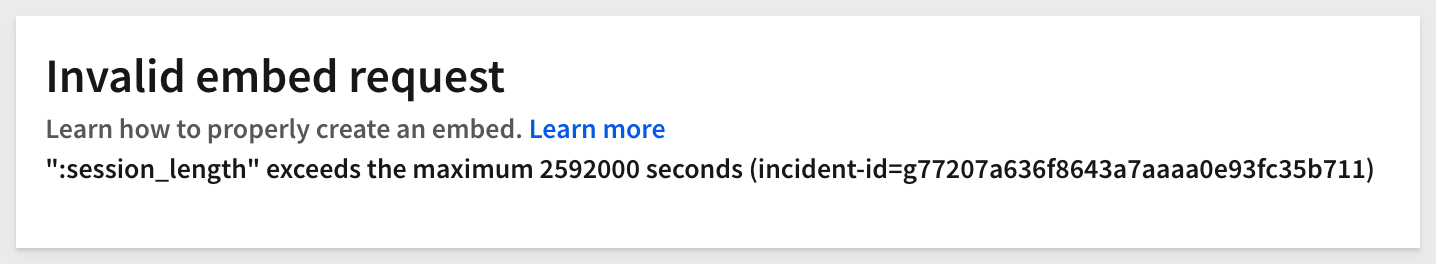 Invalid embed request
Learn how to properly create an embed. Learn more
":session_length" exceeds the maximum 2592000 seconds (incident-id=g77207a636f8643a7aaaa0e93fc35b711)